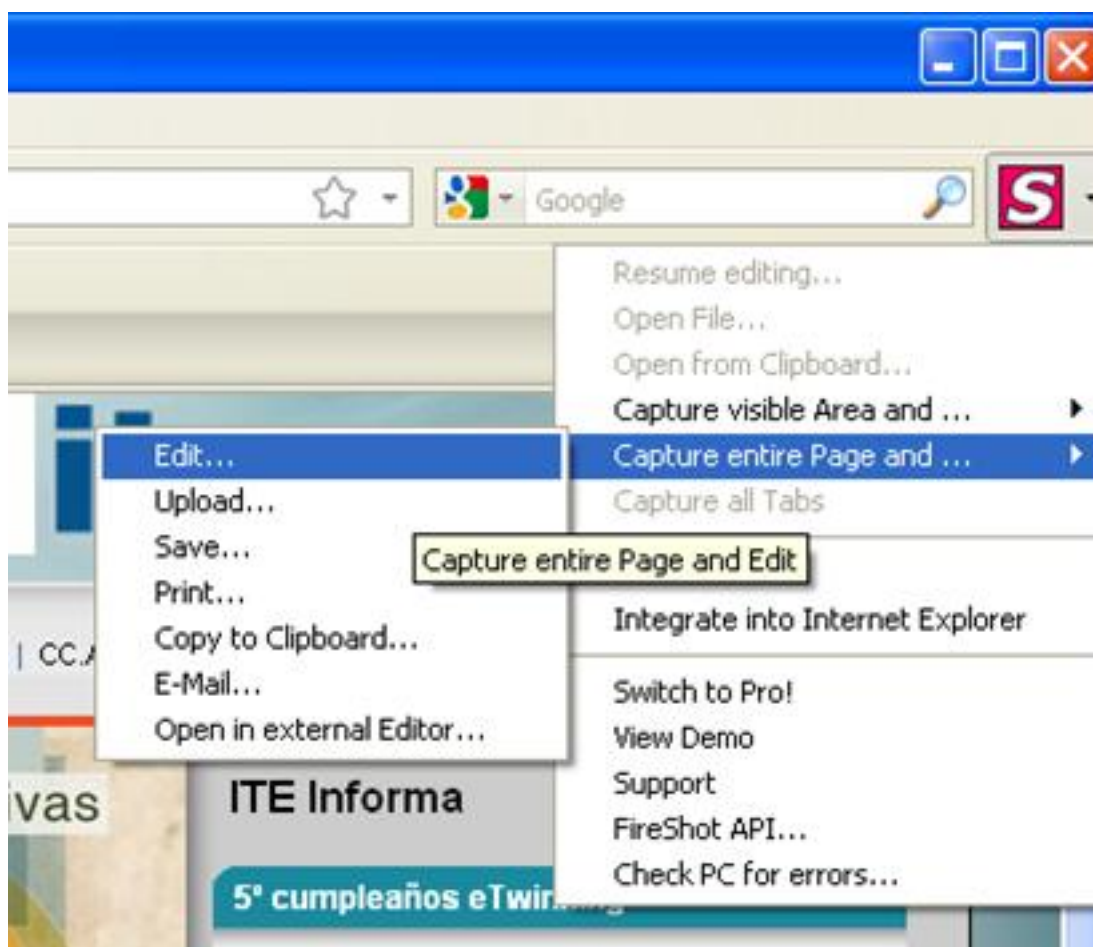 Google
S
Resume editing...
Open File...
Open from Clipboard...
Capture visible Area and ...
Capture entire Page and ...
Capture all Tabs
Integrate into Internet Explorer
Switch to Pro!
View Demo
Support
FireShot API...
Check PC for errors...
Edit...
Upload...
Save...
Print...
Copy to Clipboard...
E-Mail...
Open in external Editor...
Capture entire Page and Edit
| CC.A
ivas
ITE Informa
5º cumpleaños eTwinning